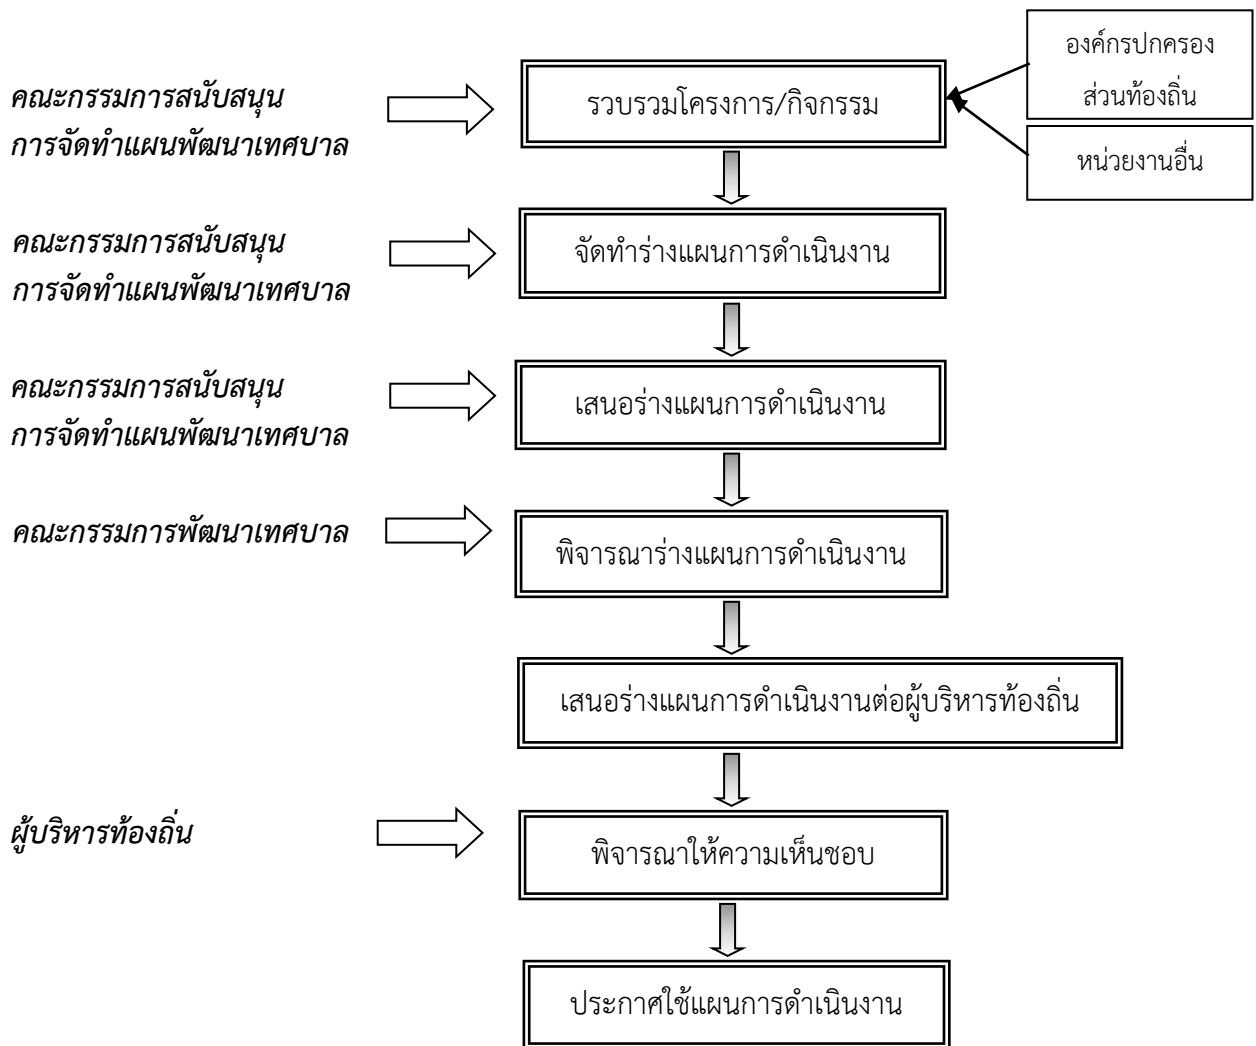 องค์กรปกครอง
ส่วนท้องถิ่น
คณะกรรมการสนับสนุน
การจัดทำแผนพัฒนาเทศบาล
รวบรวมโครงการ/กิจกรรม
หน่วยงานอื่น
คณะกรรมการสนับสนุน
การจัดทำแผนพัฒนาเทศบาล
จัดทำร่างแผนการดำเนินงาน
คณะกรรมการสนับสนุน
การจัดทำแผนพัฒนาเทศบาล
เสนอร่างแผนการดำเนินงาน
คณะกรรมการพัฒนาเทศบาล
พิจารณาร่างแผนการดำเนินงาน
เสนอร่างแผนการดำเนินงานต่อผู้บริหารท้องถิ่น
ผู้บริหารท้องถิ่น
พิจารณาให้ความเห็นชอบ
ประกาศใช้แผนการดำเนินงาน